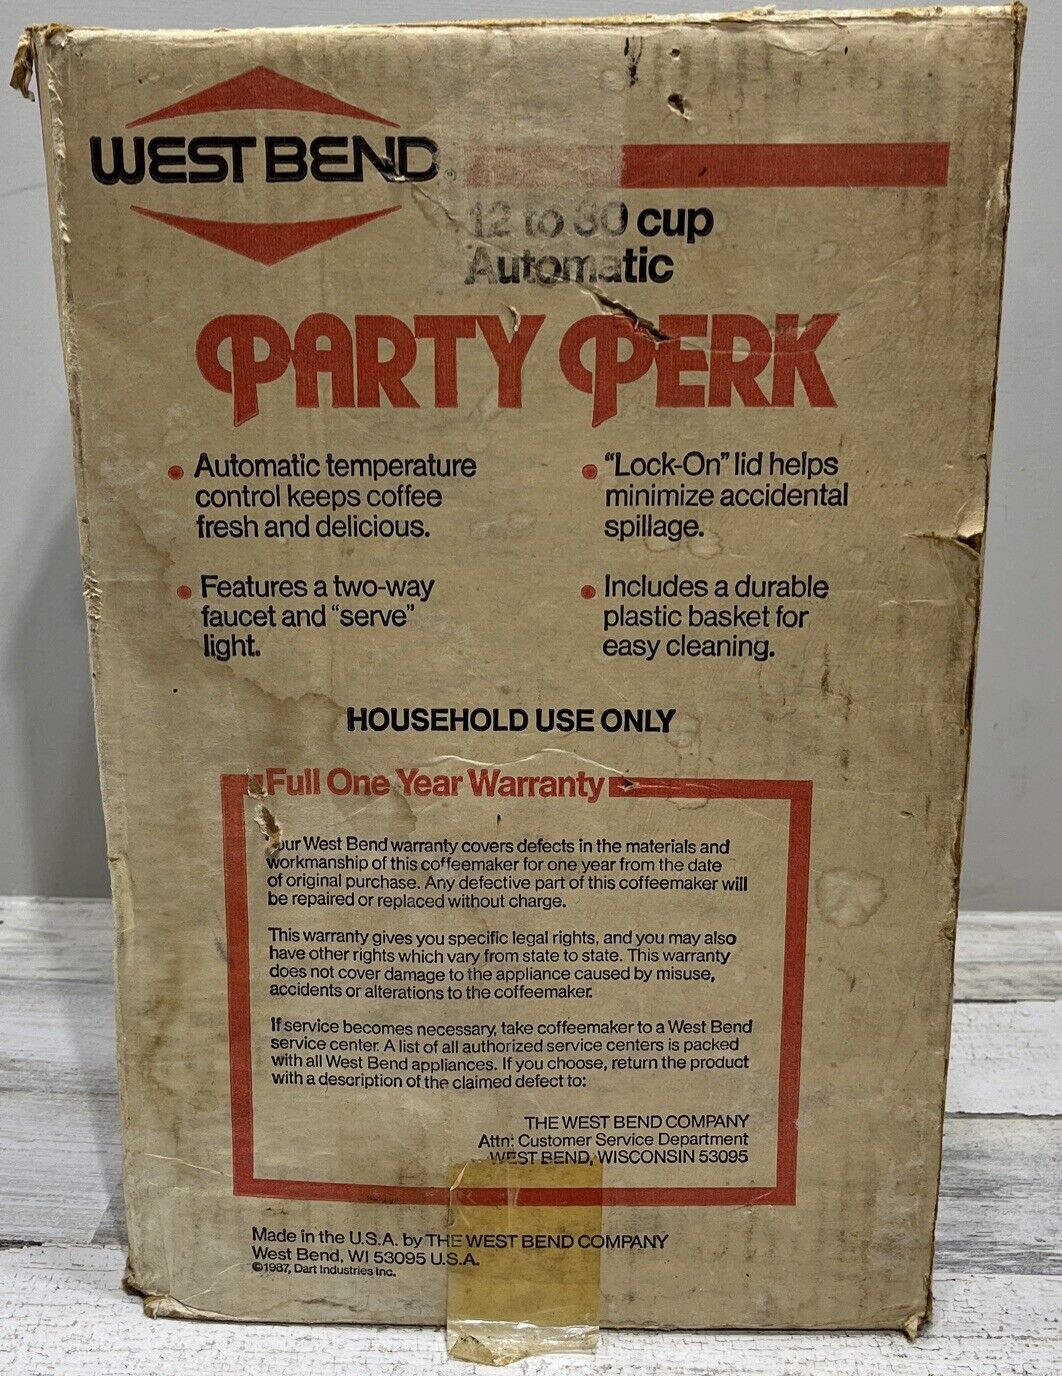 WEST BEND
12 to 30 cup
Automatic
PARTY PERK
• Automatic temperature
control keeps coffee
fresh and delicious.
• Features a two-way
faucet and "serve"
light.
• "Lock-On" lid helps
minimize accidental
spillage.
• Includes a durable
plastic basket for
easy cleaning.
HOUSEHOLD USE ONLY
Full One Year Warranty
Your West Bend warranty covers defects in the materials and
workmanship of this coffeemaker for one year from the date
of original purchase. Any defective part of this coffeemaker will
be repaired or replaced without charge.
This warranty gives you specific legal rights, and you may also
have other rights which vary from state to state. This warranty
does not cover damage to the appliance caused by misuse,
accidents or alterations to the coffeemaker.
If service becomes necessary, take coffeemaker to a West Bend
service center. A list of all authorized service centers is packed
with all West Bend appliances. If you choose, return the product
with a description of the claimed defect to:
THE WEST BEND COMPANY
Attn: Customer Service Department
WEST BEND, WISCONSIN 53095
Made in the U.S.A. by THE WEST BEND COMPANY
West Bend, WI 53095 U.S.A.
©1987, Dart Industries Inc.